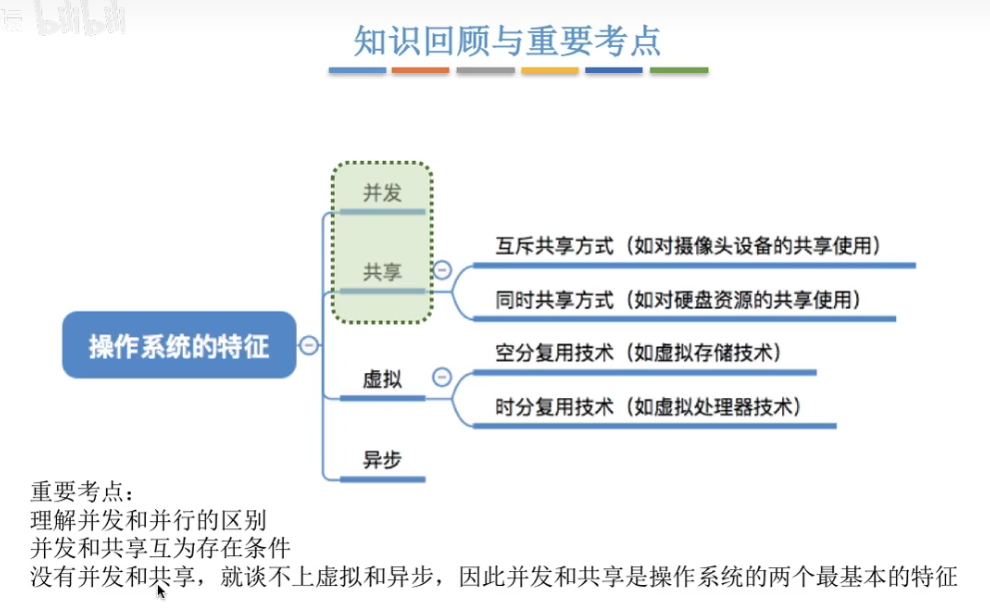 bilibili
知识回顾与重要考点
并发
共享
互斥共享方式（如对摄像头设备的共享使用）
同时共享方式（如对硬盘资源的共享使用）
操作系统的特征
虚拟
空分复用技术（如虚拟存储技术）
时分复用技术（如虚拟处理器技术）
异步
重要考点：
理解并发和并行的区别
并发和共享互为存在条件
没有并发和共享，就谈不上虚拟和异步，因此并发和共享是操作系统的两个最基本的特征